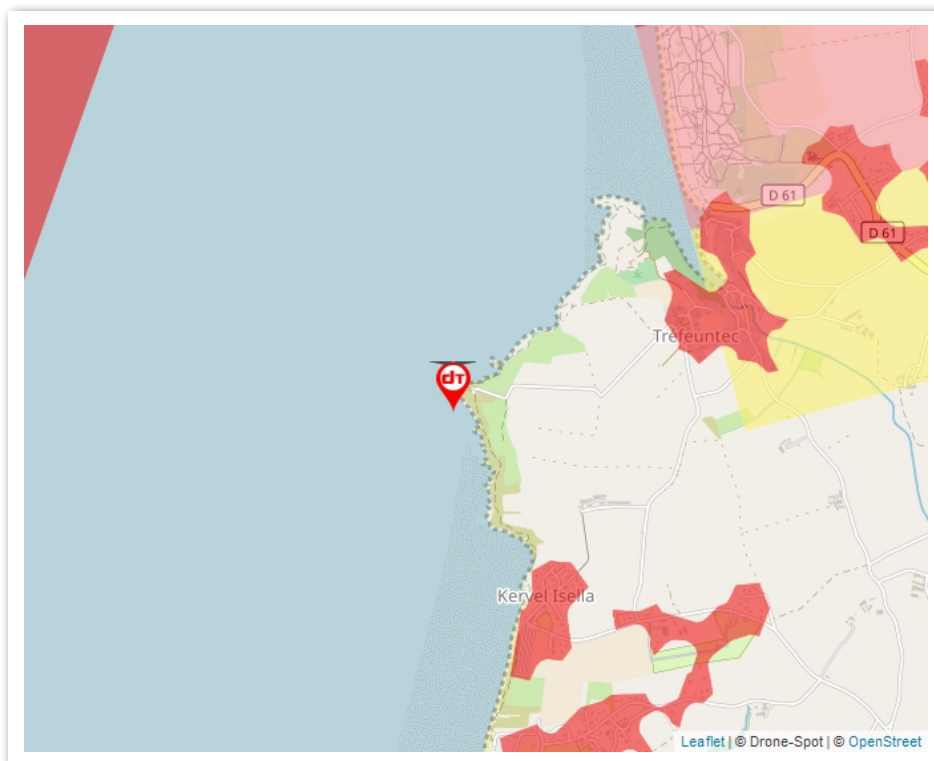 D 61
D 61
Tréfeuntec
dT
Kervel Isella
Leaflet | © Drone-Spot | © OpenStreet